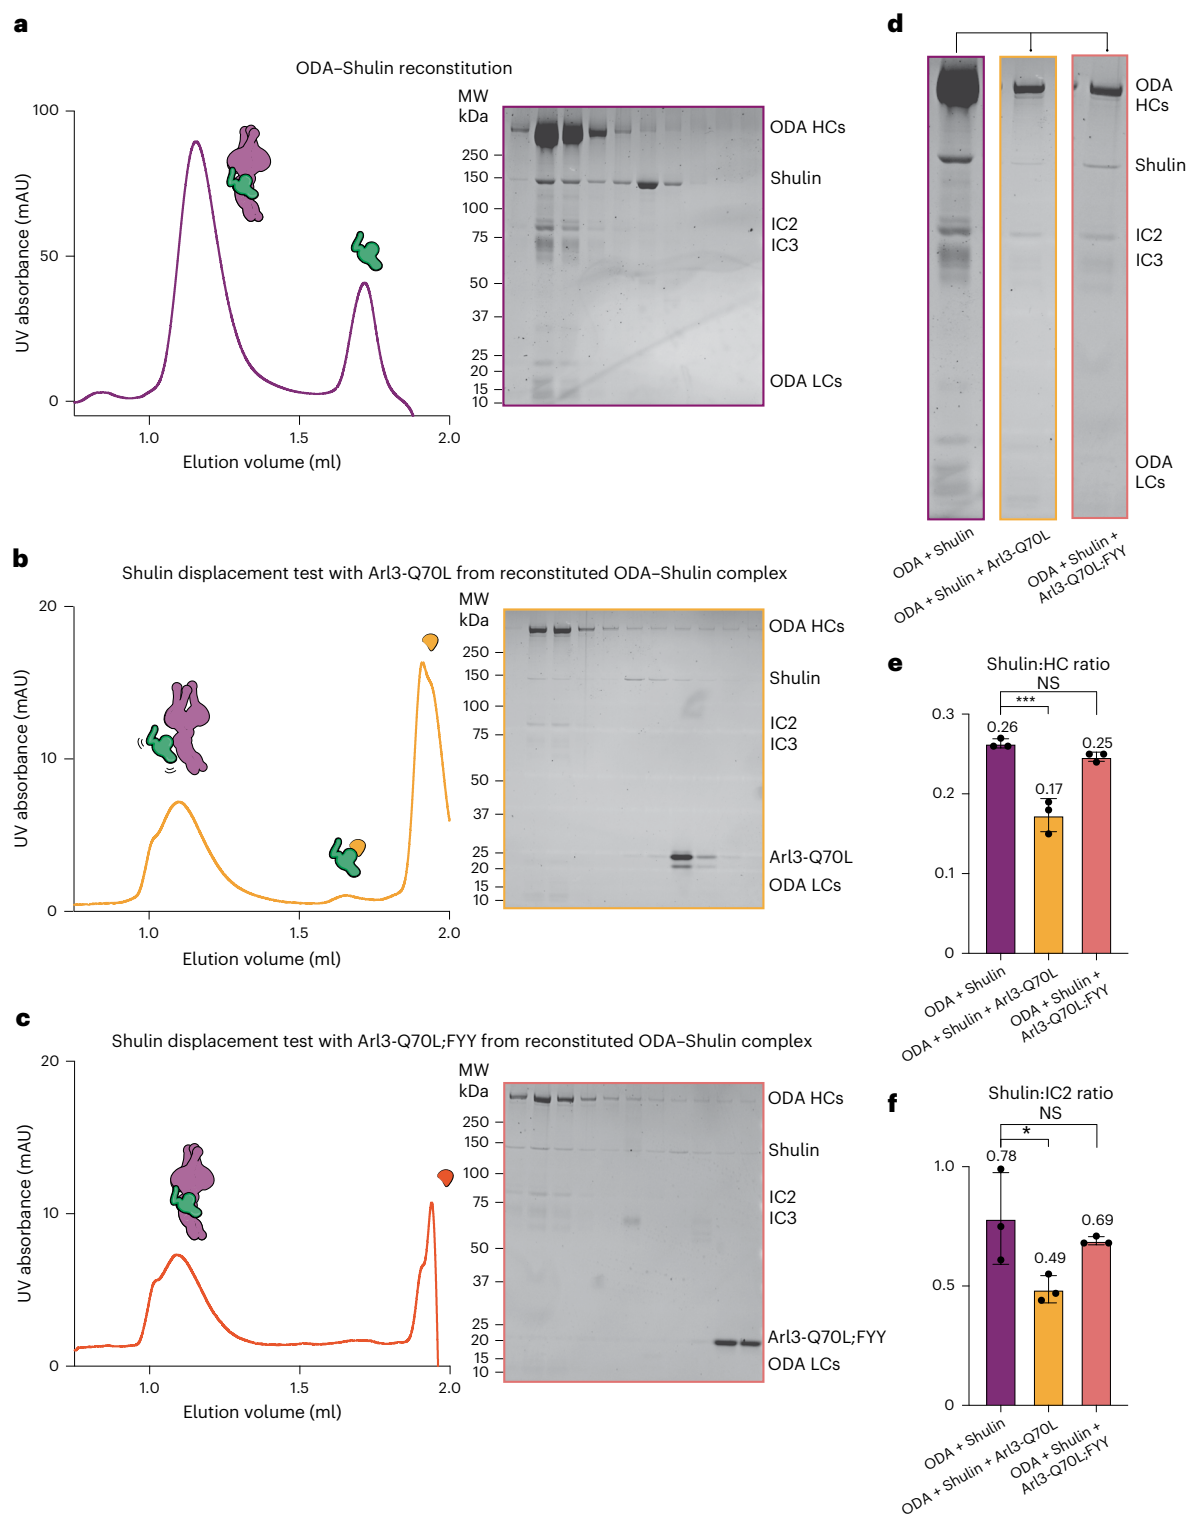 a
ODA–Shulin reconstitution
UV absorbance (mAU)
100
50
0
1.0
1.5
2.0
Elution volume (ml)
MW
kDa
250
150
100
75
50
37
25
20
15
10
ODA HCs
Shulin
IC2
IC3
ODA LCs
b
Shulin displacement test with Arl3-Q70L from reconstituted ODA–Shulin complex
UV absorbance (mAU)
20
10
0
1.0
1.5
2.0
Elution volume (ml)
MW
kDa
250
150
100
75
50
37
25
20
15
10
ODA HCs
Shulin
IC2
IC3
Arl3-Q70L
ODA LCs
c
Shulin displacement test with Arl3-Q70L;FYY from reconstituted ODA–Shulin complex
UV absorbance (mAU)
20
10
0
1.0
1.5
2.0
Elution volume (ml)
MW
kDa
250
150
100
75
50
37
25
20
15
10
ODA HCs
Shulin
IC2
IC3
Arl3-Q70L;FYY
ODA LCs
d
ODA
HCs
Shulin
IC2
IC3
ODA
LCs
ODA + Shulin
ODA + Shulin + Arl3-Q70L
ODA + Shulin +
Arl3-Q70L;FYY
e
Shulin:HC ratio
NS
***
0.3
0.2
0.1
0
0.26
0.17
0.25
ODA + Shulin
ODA + Shulin + Arl3-Q70L
ODA + Shulin +
Arl3-Q70L;FYY
f
Shulin:IC2 ratio
NS
*
1.0
0.5
0
0.78
0.49
0.69
ODA + Shulin
ODA + Shulin + Arl3-Q70L
ODA + Shulin +
Arl3-Q70L;FYY